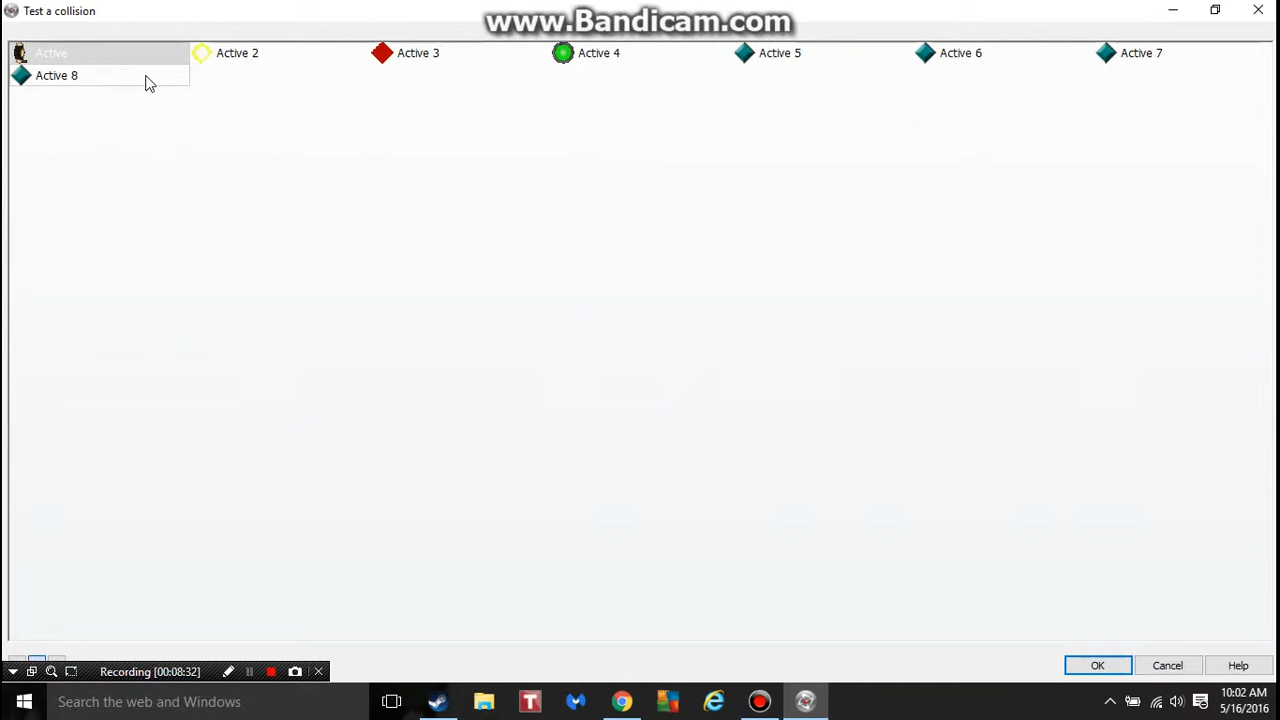 Test a collision
www.Bandicam.com
Active
Active 2
Active 3
Active 4
Active 5
Active 6
Active 7
Active 8
Recording [00:08:32]
OK
Cancel
Help
Search the web and Windows
10:02 AM
5/16/2016